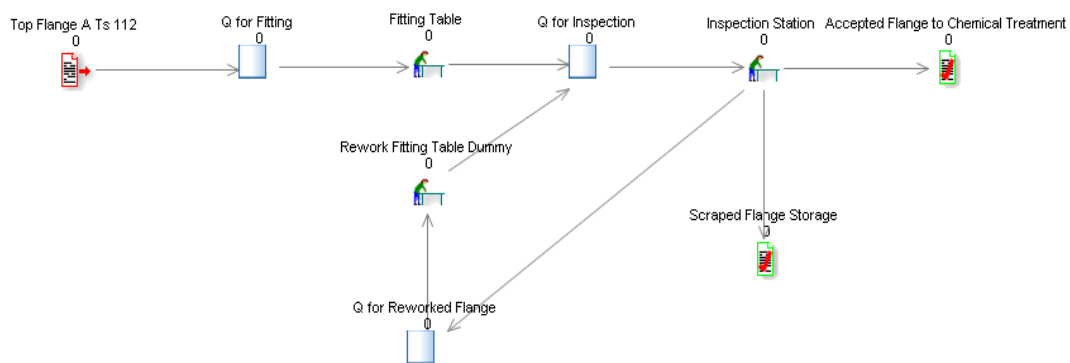 Top Flange A Ts 112
0
Q for Fitting
0
Fitting Table
0
Q for Inspection
0
Inspection Station
0
Accepted Flange to Chemical Treatment
0
Rework Fitting Table Dummy
0
Scraped Flange Storage
0
Q for Reworked Flange
0